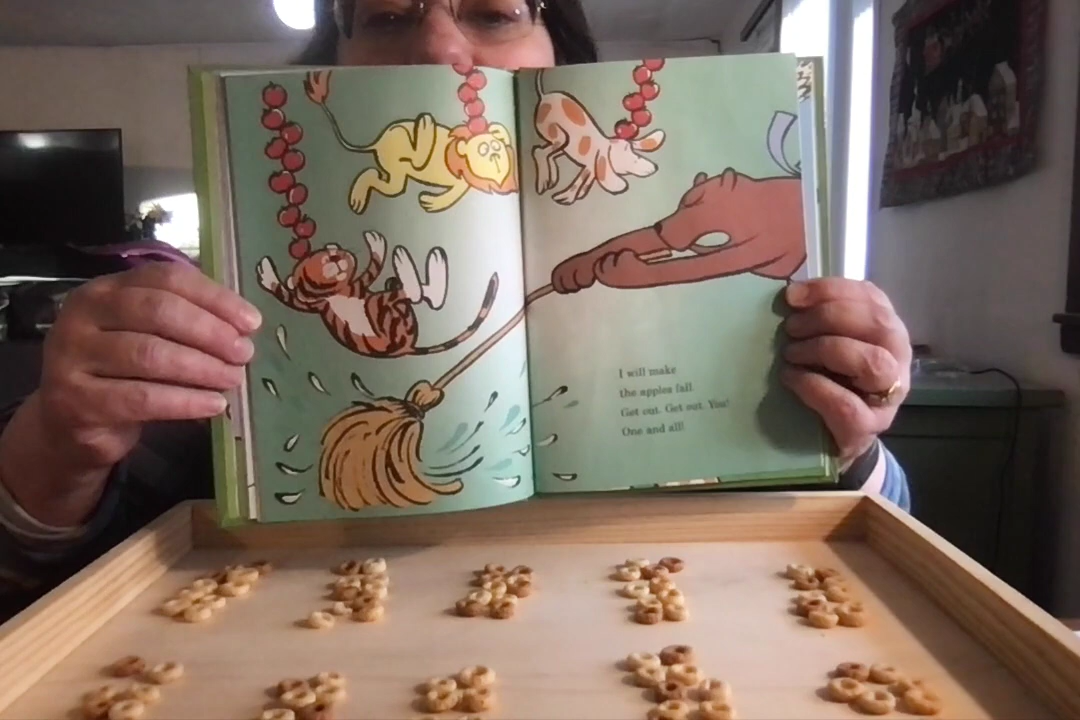 I will make
the apples fall.
Get out. Get out. You!
One and all!